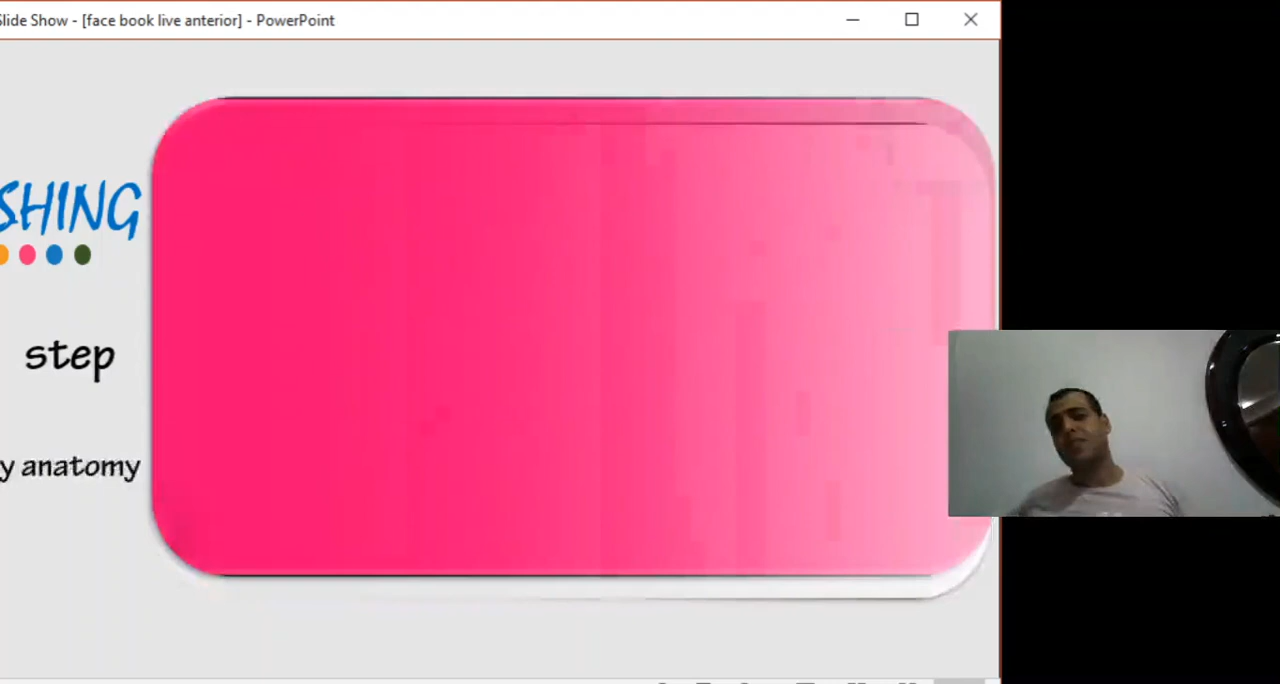 Slide Show - [face book live anterior] - PowerPoint
SHING
step
y anatomy